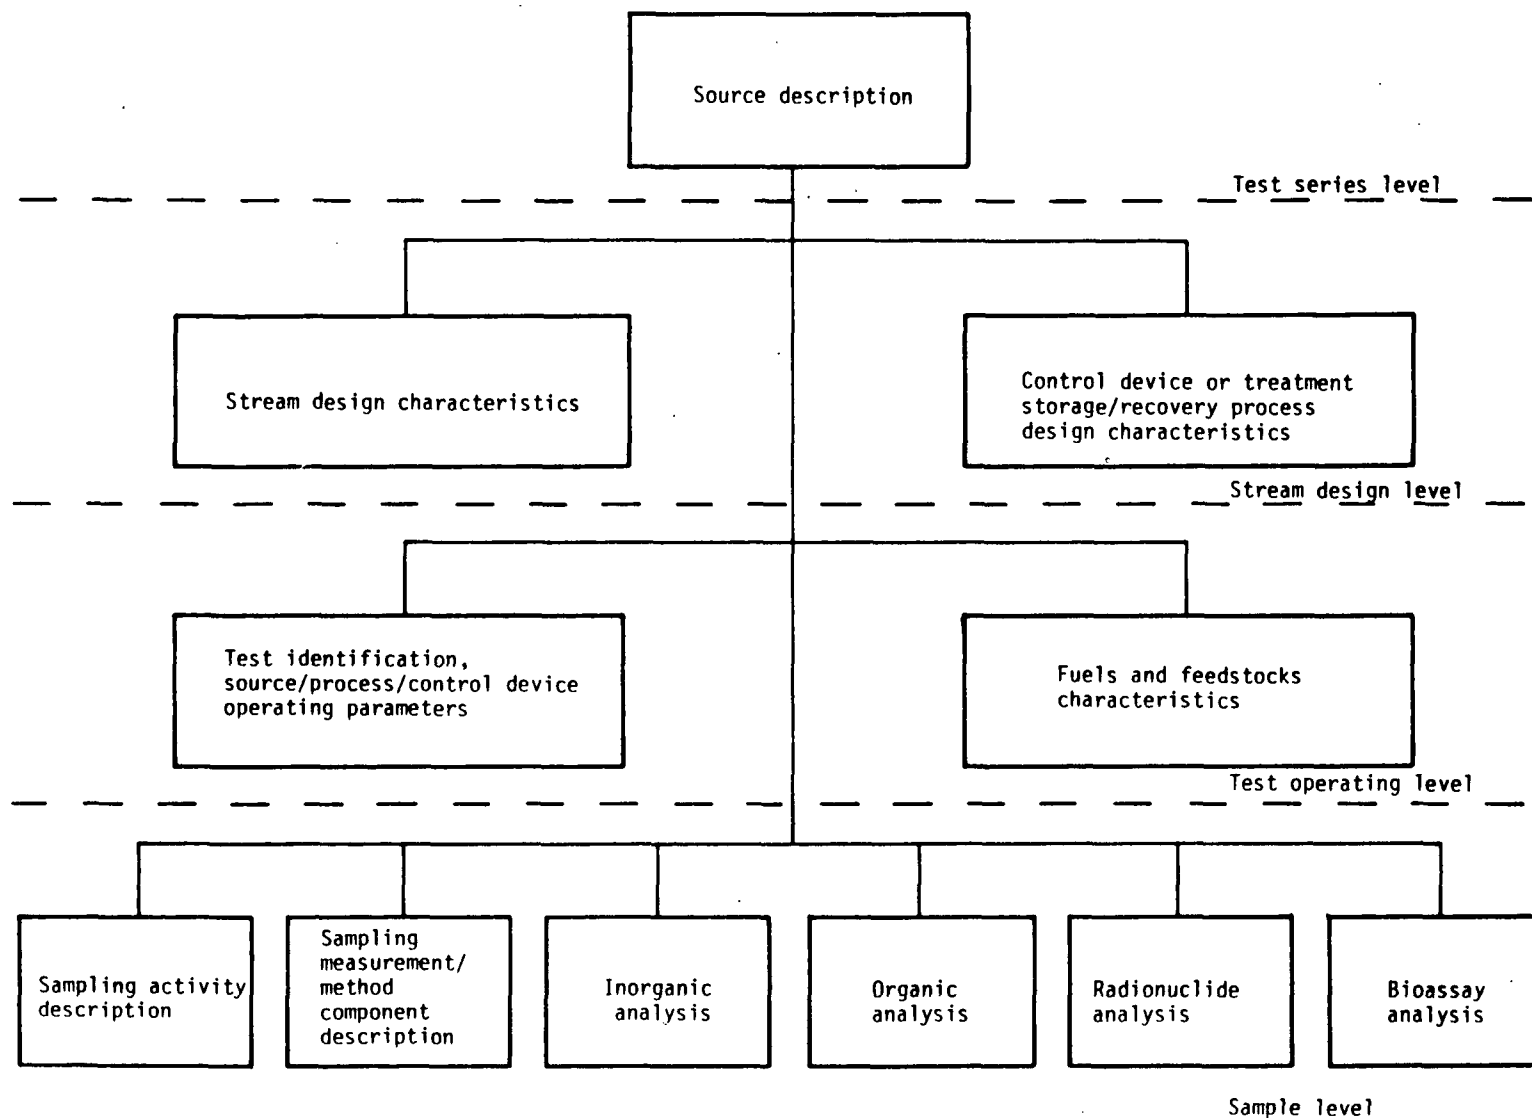 Source description
Test series level
Stream design characteristics
Control device or treatment
storage/recovery process
design characteristics
Stream design level
Test identification,
source/process/control device
operating parameters
Fuels and feedstocks
characteristics
Test operating level
Sampling activity
description
Sampling
measurement/
method
component
description
Inorganic
analysis
Organic
analysis
Radionuclide
analysis
Bioassay
analysis
Sample level